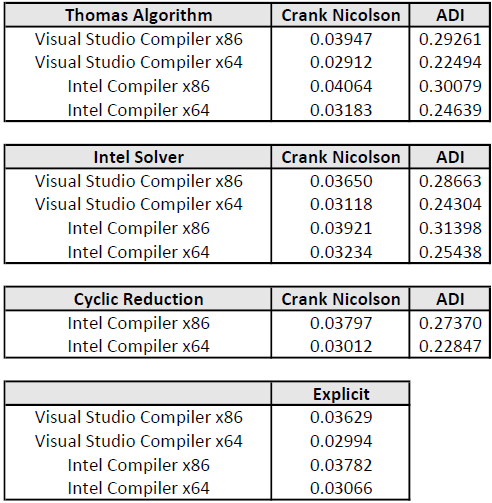 Thomas Algorithm Crank Nicolson ADI
Visual Studio Compiler x86 0.03947 0.29261
Visual Studio Compiler x64 0.02912 0.22494
Intel Compiler x86 0.04064 0.30079
Intel Compiler x64 0.03183 0.24639
Intel Solver Crank Nicolson ADI
Visual Studio Compiler x86 0.03650 0.28663
Visual Studio Compiler x64 0.03118 0.24304
Intel Compiler x86 0.03921 0.31398
Intel Compiler x64 0.03234 0.25438
Cyclic Reduction Crank Nicolson ADI
Intel Compiler x86 0.03797 0.27370
Intel Compiler x64 0.03012 0.22847
Explicit
Visual Studio Compiler x86 0.03629
Visual Studio Compiler x64 0.02994
Intel Compiler x86 0.03782
Intel Compiler x64 0.03066